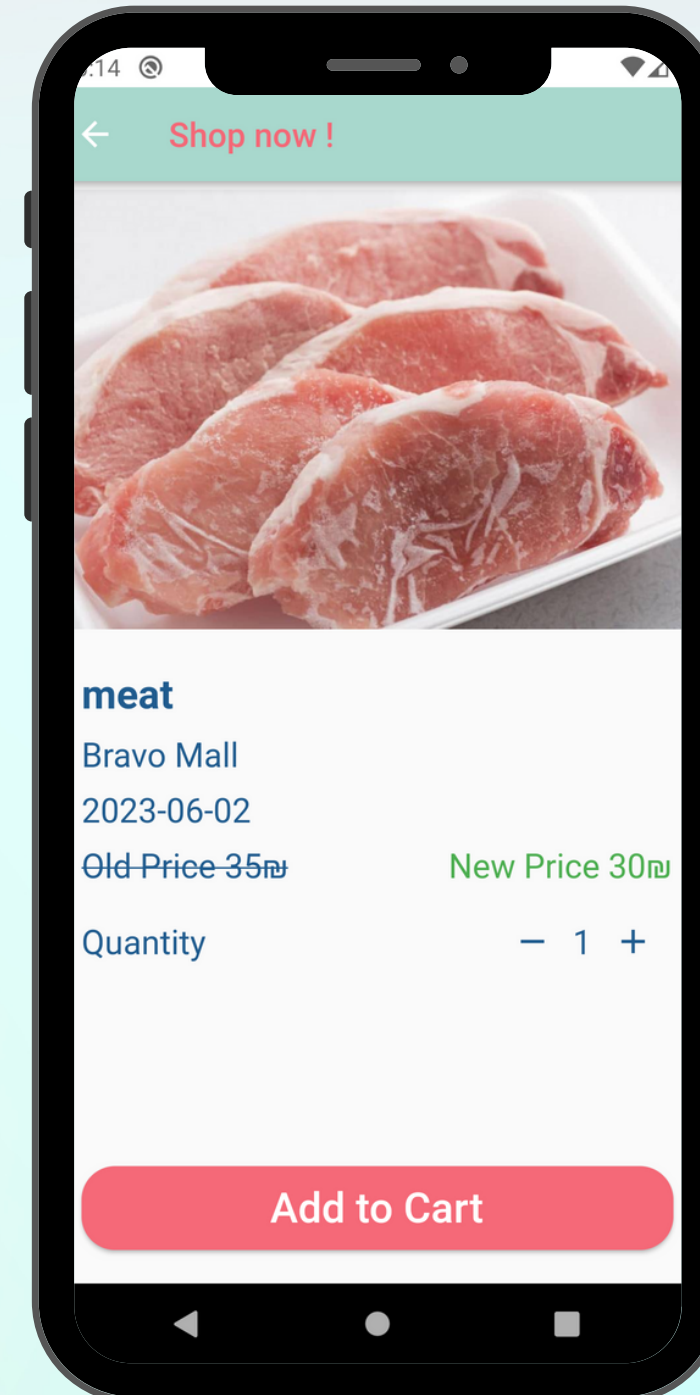 :14
Shop now !
meat
Bravo Mall
2023-06-02
Old Price 35₪ New Price 30₪
Quantity − 1 +
Add to Cart